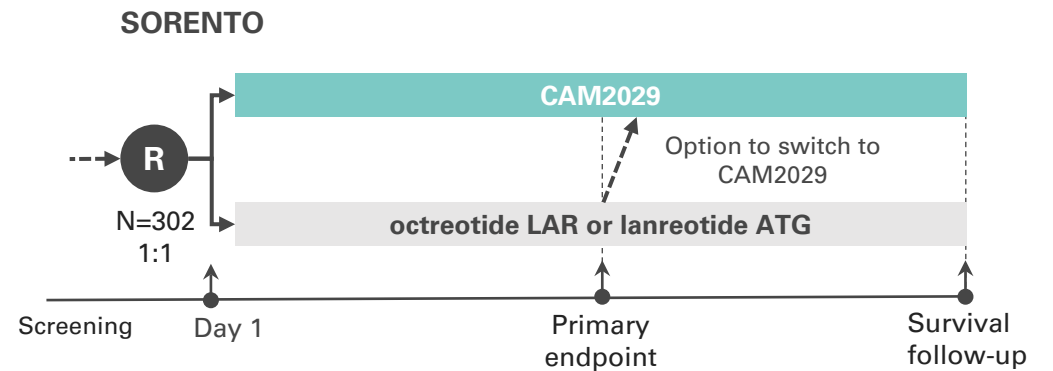 SORENTO
CAM2029
R
Option to switch to
CAM2029
N=302
1:1
octreotide LAR or lanreotide ATG
Screening
Day 1
Primary
endpoint
Survival
follow-up